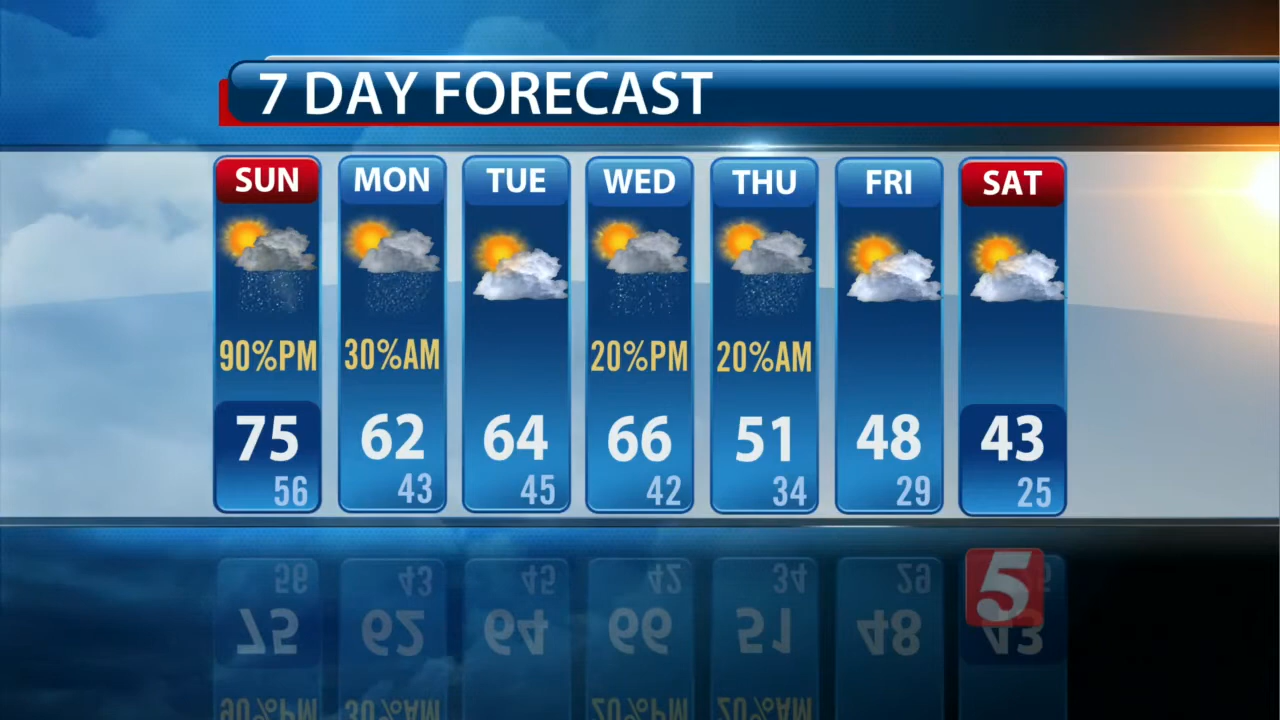 7 DAY FORECAST
SUN MON TUE WED THU FRI SAT
90%PM 30%AM 20%PM 20%AM
75 62 64 66 51 48 43
56 43 45 42 34 29 25
5